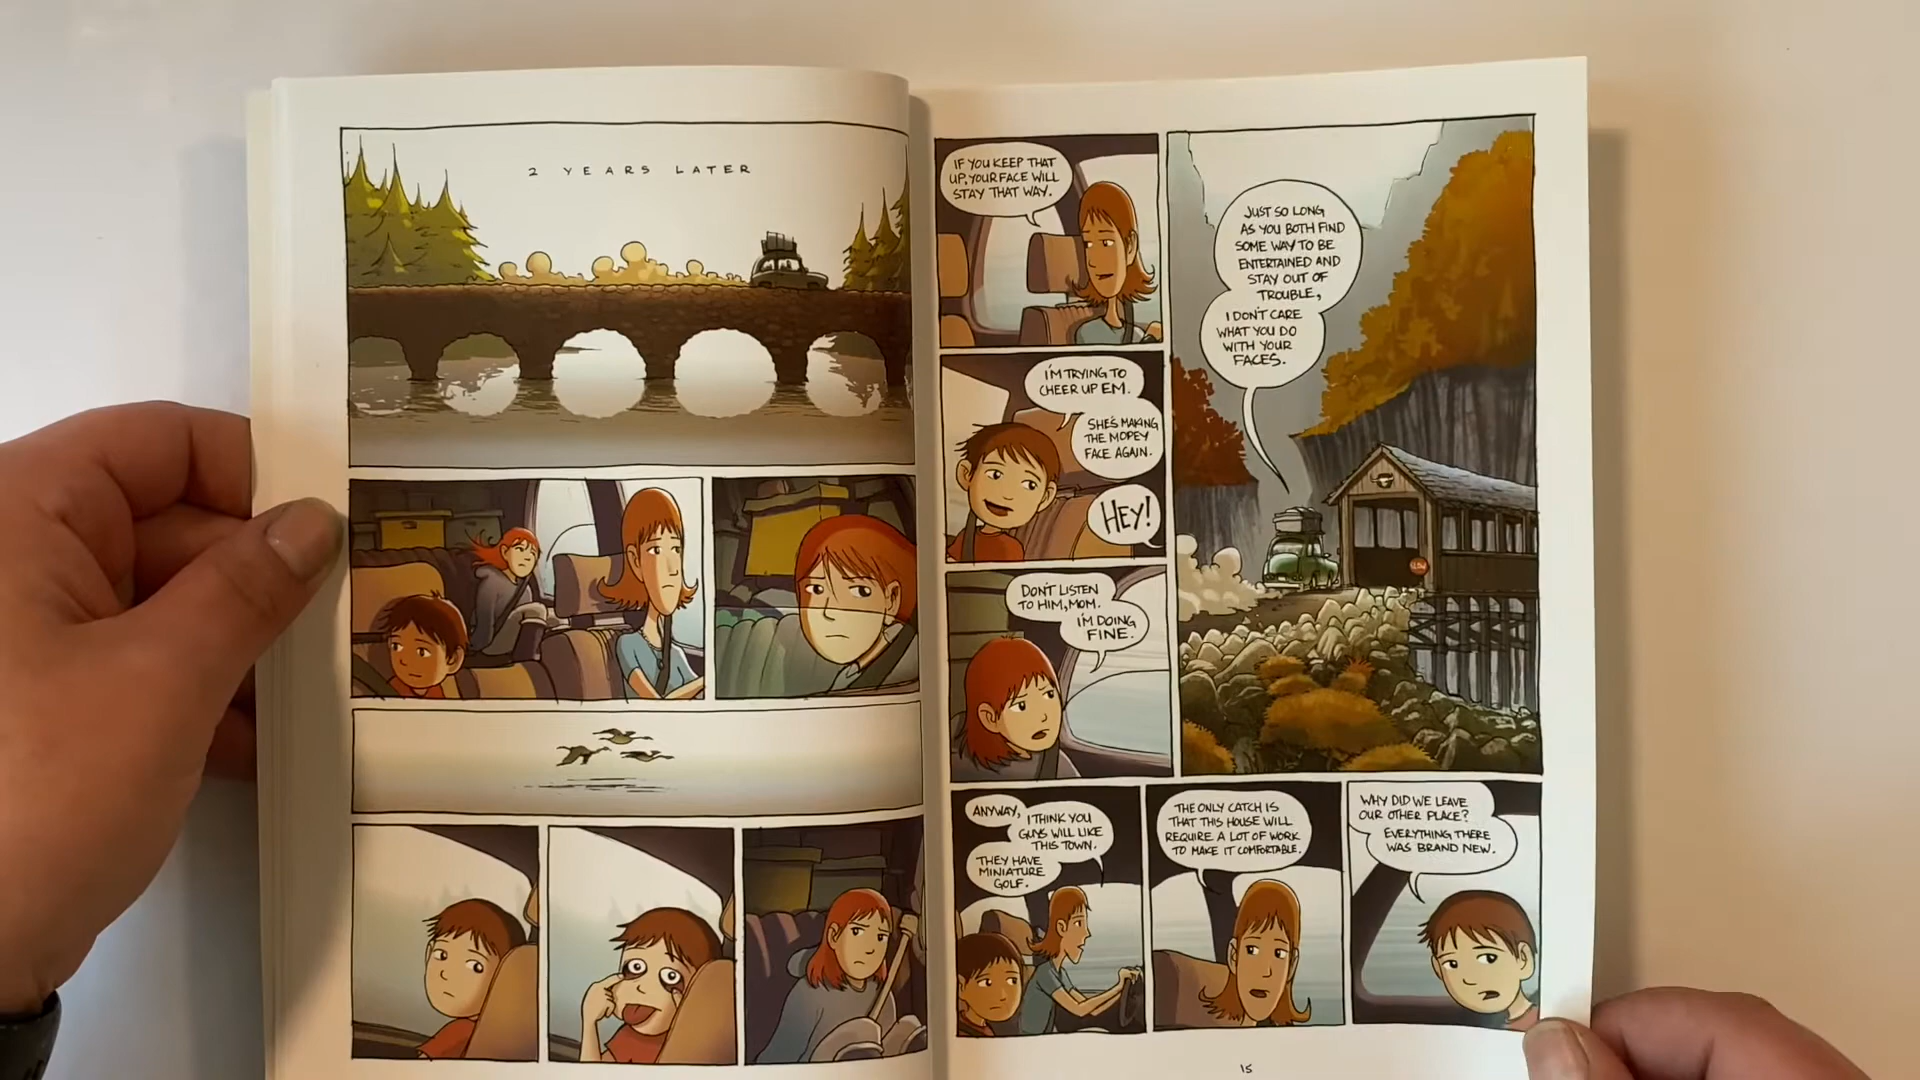 2 YEARS LATER
IF YOU KEEP THAT
UP, YOUR FACE WILL
STAY THAT WAY.
I'M TRYING TO
CHEER UP EM.
SHE'S MAKING
THE MOPEY
FACE AGAIN.
HEY!
DON'T LISTEN
TO HIM, MOM.
I'M DOING
FINE.
JUST SO LONG
AS YOU BOTH FIND
SOME WAY TO BE
ENTERTAINED AND
STAY OUT OF
TROUBLE,
I DON'T CARE
WHAT YOU DO
WITH YOUR
FACES.
ANYWAY,
I THINK YOU
GUYS WILL LIKE
THIS TOWN.
THEY HAVE
MINIATURE
GOLF.
THE ONLY CATCH IS
THAT THIS HOUSE WILL
REQUIRE A LOT OF WORK
TO MAKE IT COMFORTABLE.
WHY DID WE LEAVE
OUR OTHER PLACE?
EVERYTHING THERE
WAS BRAND NEW.
15